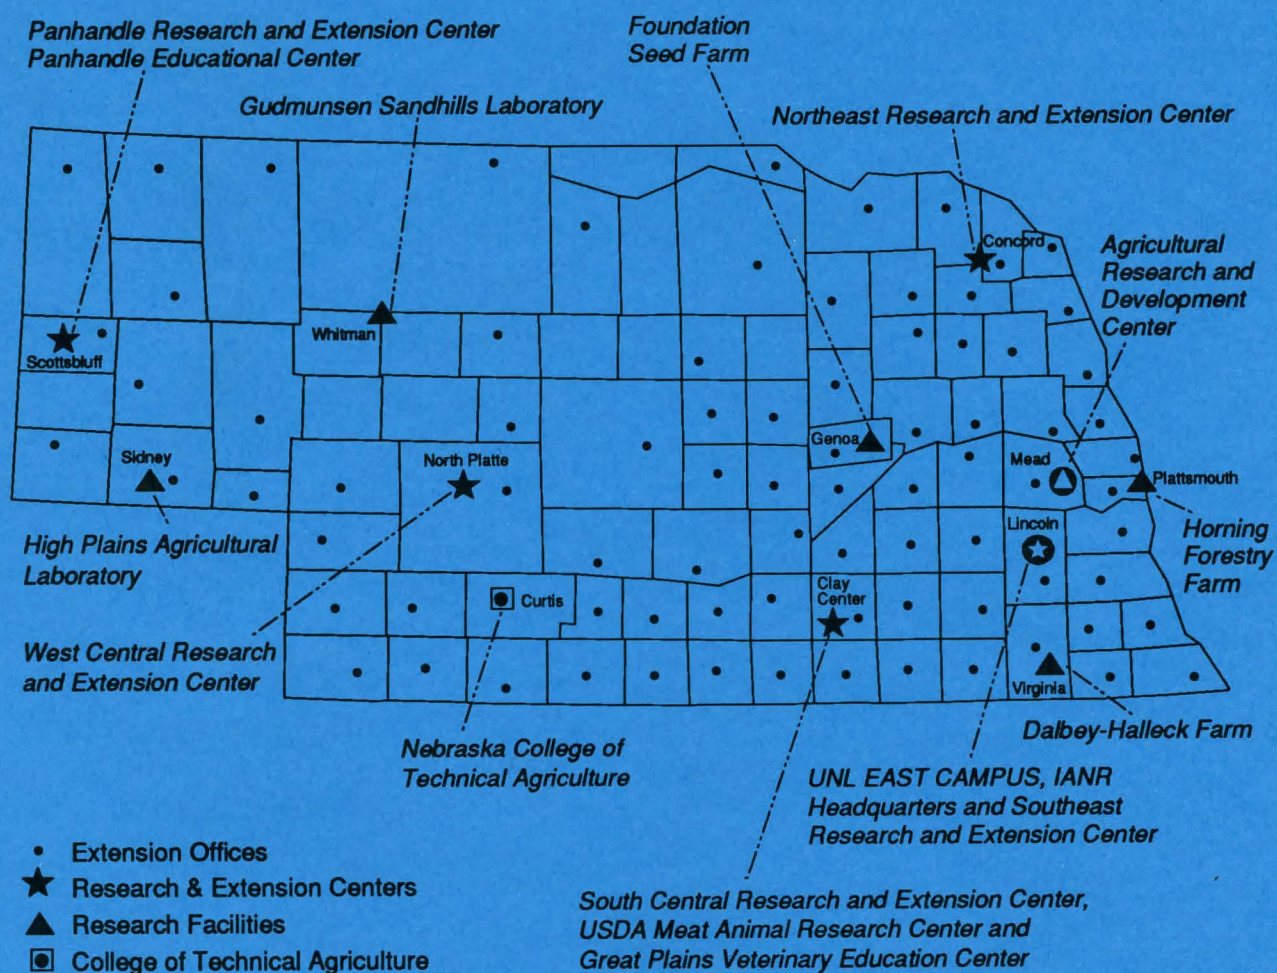 Panhandle Research and Extension Center
Panhandle Educational Center
Foundation
Seed Farm
Gudmunsen Sandhills Laboratory
Northeast Research and Extension Center
Concord
Agricultural
Research and
Development
Center
Whitman
Scottsbluff
Genoa
Sidney
North Platte
Mead
Plattsmouth
High Plains Agricultural
Laboratory
Lincoln
Horning
Forestry
Farm
Clay
Center
Curtis
West Central Research
and Extension Center
Virginia
Dalbey-Halleck Farm
Nebraska College of
Technical Agriculture
UNL EAST CAMPUS, IANR
Headquarters and Southeast
Research and Extension Center
Extension Offices
Research & Extension Centers
Research Facilities
College of Technical Agriculture
South Central Research and Extension Center,
USDA Meat Animal Research Center and
Great Plains Veterinary Education Center